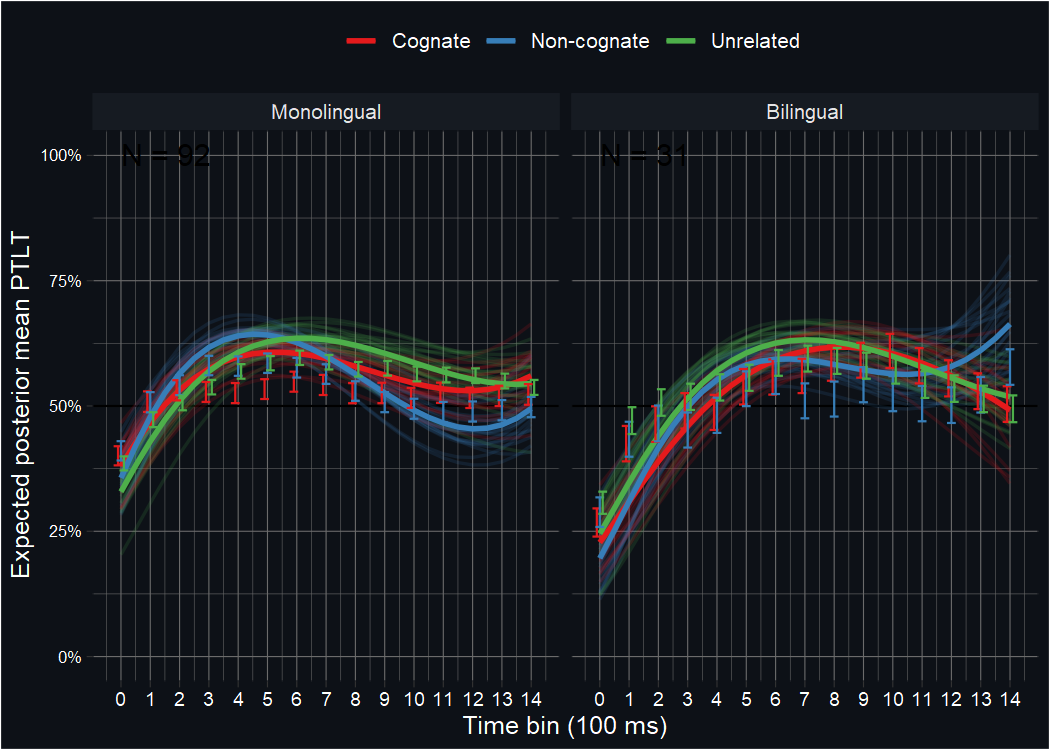 Cognate Non-cognate Unrelated
Monolingual Bilingual
N = 92 N = 31
100%
75%
50%
25%
0%
Expected posterior mean PTLT
0 1 2 3 4 5 6 7 8 9 10 11 12 13 14 0 1 2 3 4 5 6 7 8 9 10 11 12 13 14
Time bin (100 ms)